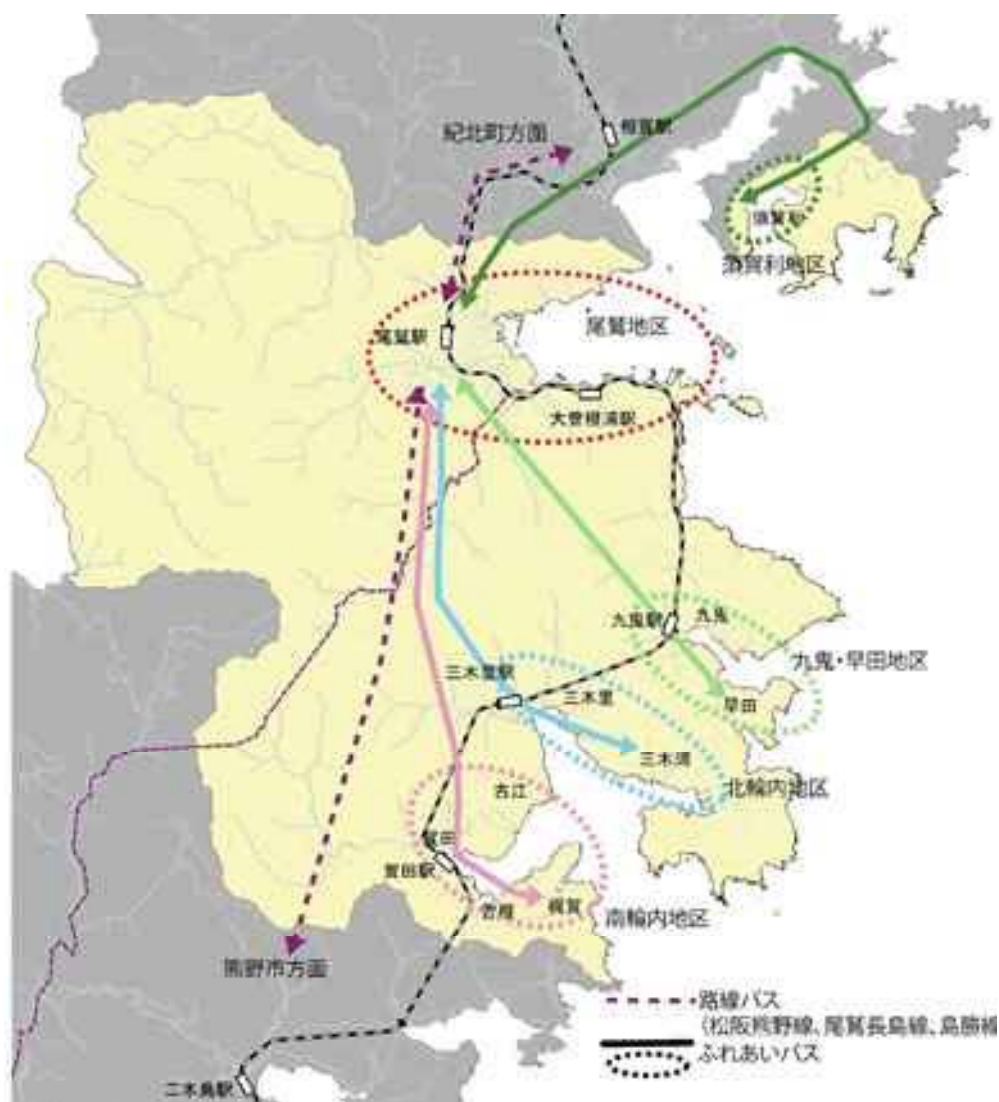 紀北町方面
相賀駅
須賀利
須賀利地区
尾鷲駅
尾鷲地区
大曽根浦駅
九鬼駅
九鬼
九鬼・早田地区
早田
三木里駅
三木里
三木浦
北輪内地区
古江
賀田
賀田駅
曽根
梶賀
南輪内地区
熊野市方面
二木島駅
路線バス
(松阪熊野線、尾鷲長島線、島勝線
ふれあいバス